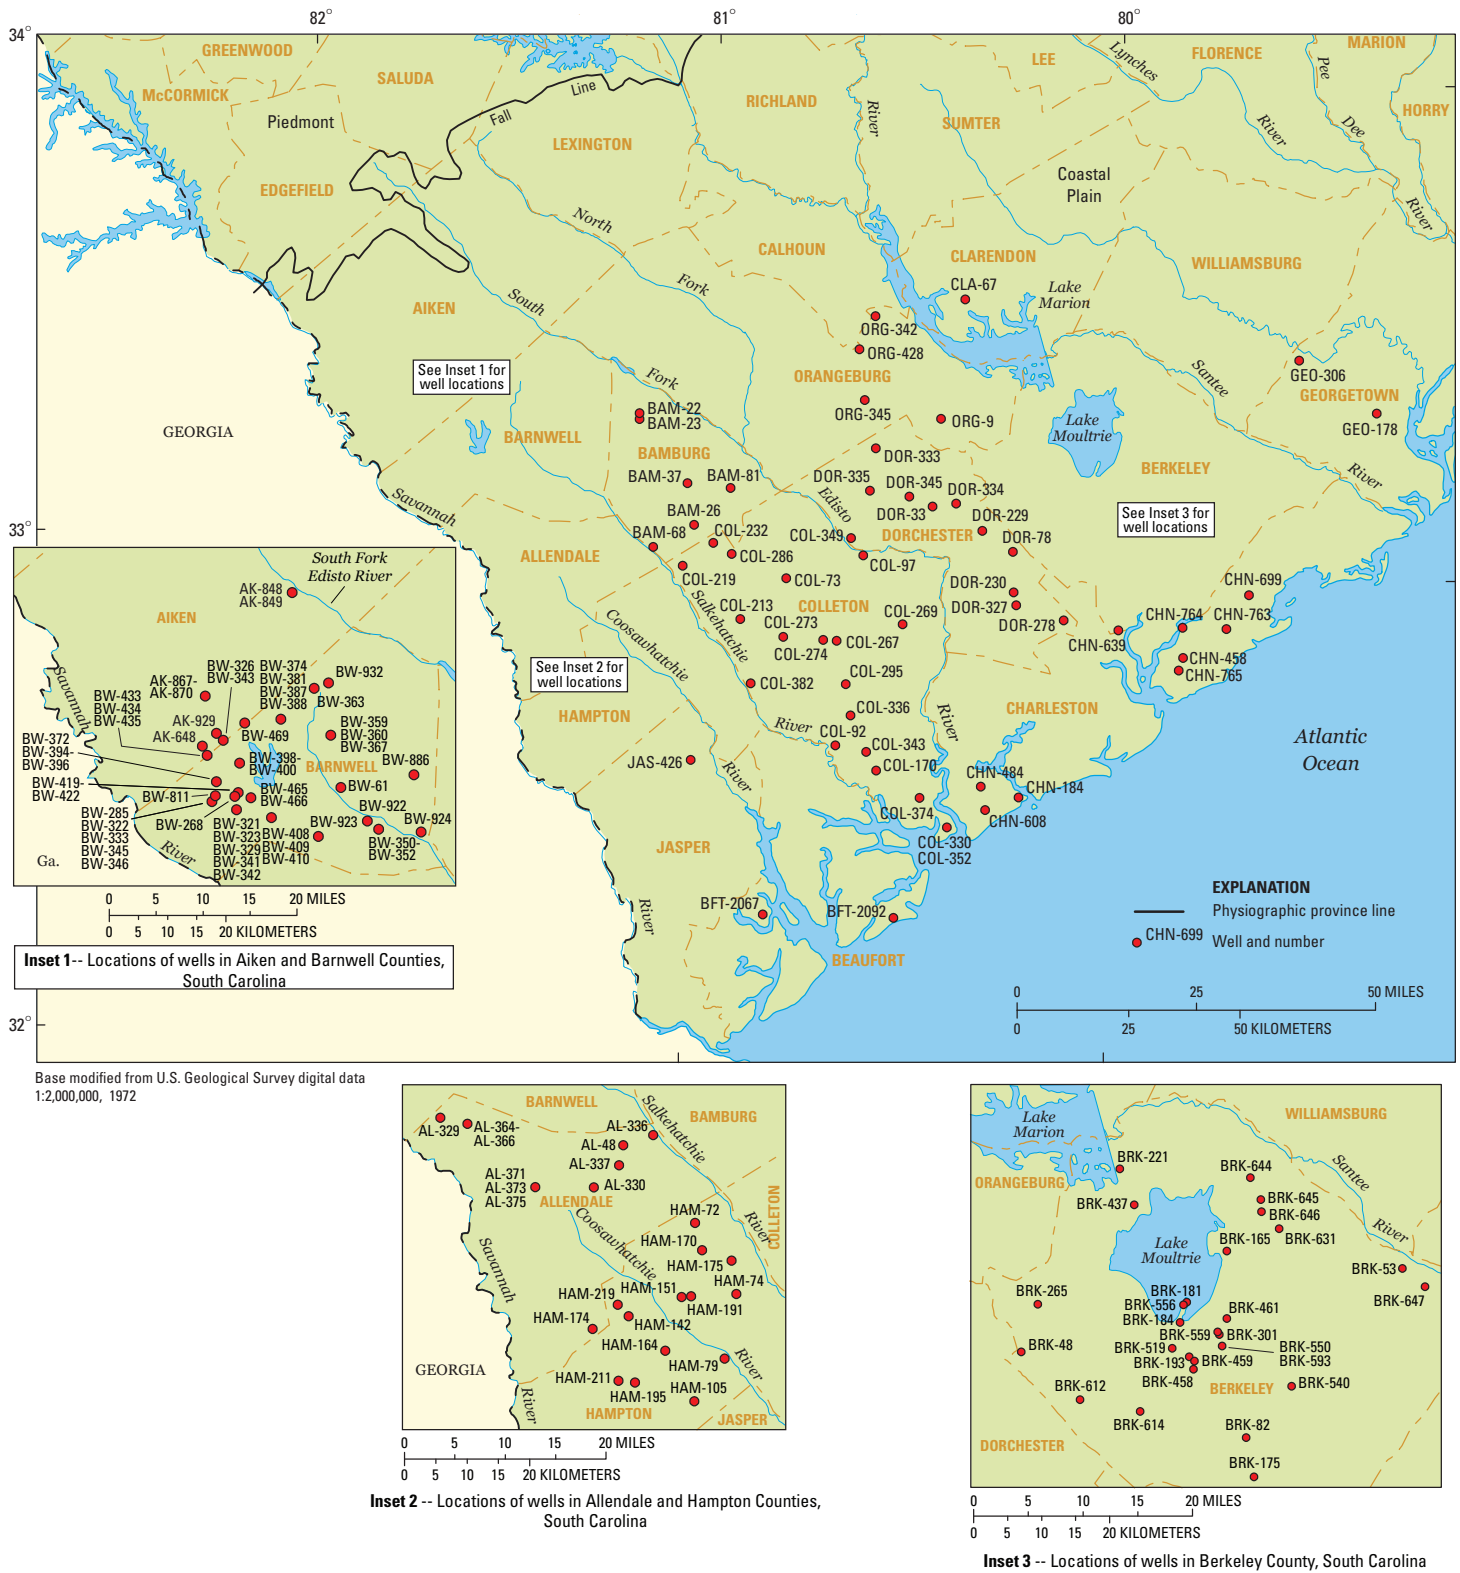 82°
81°
80°
34°
33°
32°
GREENWOOD
SALUDA
McCORMICK
Piedmont
EDGEFIELD
Fall
Line
LEXINGTON
RICHLAND
River
LEE
SUMTER
Lynches
River
FLORENCE
MARION
Pee
Dee
River
HORRY
Coastal
Plain
CALHOUN
CLARENDON
WILLIAMSBURG
CLA-67
Lake
Marion
North
Fork
South
Fork
AIKEN
See Inset 1 for
well locations
GEORGIA
ORG-342
ORG-428
ORANGEBURG
ORG-345
ORG-9
Santee
River
GEO-306
GEORGETOWN
GEO-178
Lake
Moultrie
BERKELEY
See Inset 3 for
well locations
BARNWELL
BAM-22
BAM-23
BAMBURG
BAM-37
BAM-81
BAM-26
BAM-68
Savannah
ALLENDALE
Edisto
DOR-333
DOR-335
DOR-345
DOR-334
DOR-33
DOR-229
DORCHESTER
DOR-78
DOR-230
DOR-327
DOR-278
COL-232
COL-286
COL-349
COL-97
COL-219
COL-73
COL-213
COLLETON
COL-273
COL-269
COL-274
COL-267
COL-295
COL-382
COL-336
COL-92
COL-343
COL-170
COL-374
COL-330
COL-352
Salkehatchie
River
Coosawhatchie
River
River
See Inset 2 for
well locations
HAMPTON
JAS-426
JASPER
River
BFT-2067
BFT-2092
BEAUFORT
CHN-699
CHN-764
CHN-763
CHN-639
CHN-458
CHN-765
CHARLESTON
CHN-484
CHN-184
CHN-608
Atlantic
Ocean
EXPLANATION
Physiographic province line
CHN-699 Well and number
0 25 50 MILES
0 25 50 KILOMETERS
South Fork
Edisto River
AK-848
AK-849
AIKEN
Savannah
River
AK-867-
AK-870
BW-326
BW-343
BW-374
BW-381
BW-387
BW-388
BW-932
BW-363
BW-433
BW-434
BW-435
AK-929
AK-648
BW-469
BW-359
BW-360
BW-367
BW-372
BW-394-
BW-396
BW-398-
BW-400
BARNWELL
BW-886
BW-419-
BW-422
BW-811
BW-465
BW-466
BW-61
BW-285
BW-322
BW-333
BW-345
BW-346
BW-268
BW-321
BW-323
BW-329
BW-341
BW-342
BW-408
BW-409
BW-410
BW-923
BW-922
BW-924
BW-350-
BW-352
Ga.
0 5 10 15 20 MILES
0 5 10 15 20 KILOMETERS
Inset 1-- Locations of wells in Aiken and Barnwell Counties,
South Carolina
Base modified from U.S. Geological Survey digital data
1:2,000,000, 1972
BARNWELL
Salkehatchie
River
BAMBURG
AL-329
AL-364-
AL-366
AL-336
AL-48
AL-337
AL-371
AL-373
AL-375
AL-330
ALLENDALE
COLLETON
HAM-72
HAM-170
HAM-175
HAM-74
Coosawhatchie
River
HAM-151
HAM-191
HAM-219
HAM-142
HAM-174
HAM-164
HAM-79
HAM-211
HAM-195
HAM-105
Savannah
River
GEORGIA
HAMPTON
JASPER
0 5 10 15 20 MILES
0 5 10 15 20 KILOMETERS
Inset 2 -- Locations of wells in Allendale and Hampton Counties,
South Carolina
Lake
Marion
WILLIAMSBURG
ORANGEBURG
BRK-221
BRK-644
Santee
River
BRK-437
BRK-645
BRK-646
BRK-631
Lake
Moultrie
BRK-165
BRK-53
BRK-647
BRK-265
BRK-181
BRK-556
BRK-184
BRK-461
BRK-559
BRK-301
BRK-48
BRK-519
BRK-550
BRK-593
BRK-193
BRK-459
BRK-458
BERKELEY
BRK-540
BRK-612
BRK-614
BRK-82
DORCHESTER
BRK-175
0 5 10 15 20 MILES
0 5 10 15 20 KILOMETERS
Inset 3 -- Locations of wells in Berkeley County, South Carolina